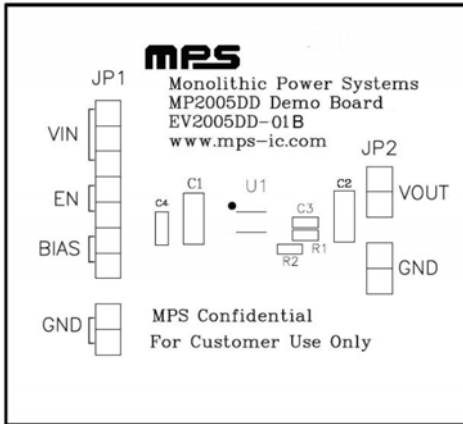 mPS
JP1
Monolithic Power Systems
MP2005DD Demo Board
EV2005DD-01B
www.mps-ic.com
VIN
JP2
EN
C4
C1
U1
C3
C2
VOUT
R1
R2
BIAS
GND
GND
MPS Confidential
For Customer Use Only